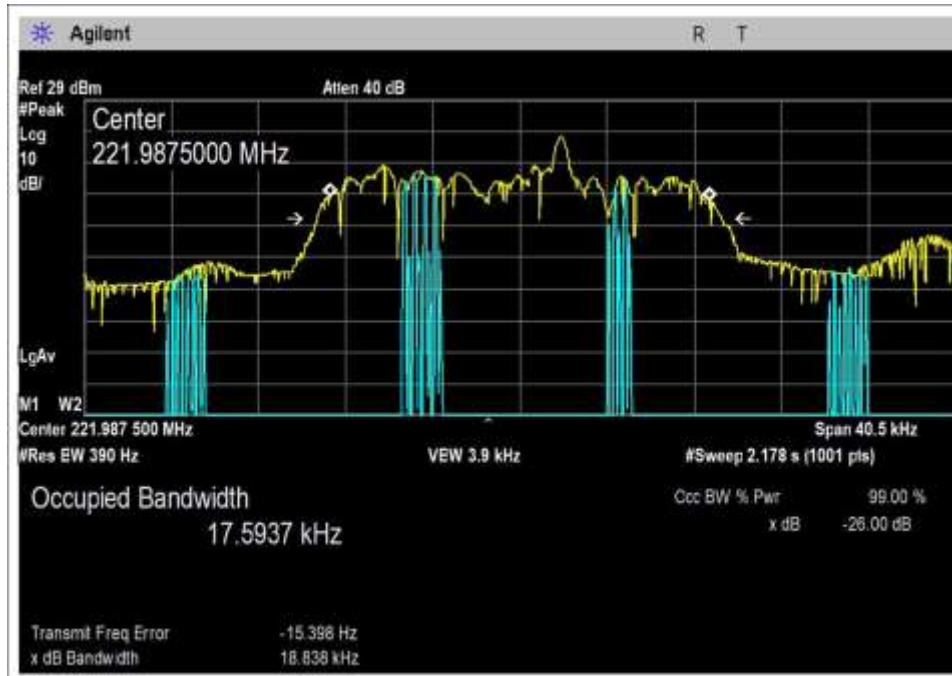 Agilent
R T
Ref 29 dBm
Atten 40 dB
#Peak
Log
10
dB/
Center
221.9875000 MHz
LgAv
M1 W2
Center 221.987 500 MHz
Span 40.5 kHz
#Res EW 390 Hz
VEW 3.9 kHz
#Sweep 2.178 s (1001 pts)
Occupied Bandwidth
17.5937 kHz
Occ BW % Pwr 99.00 %
x dB -26.00 dB
Transmit Freq Error -15.398 Hz
x dB Bandwidth 18.838 kHz